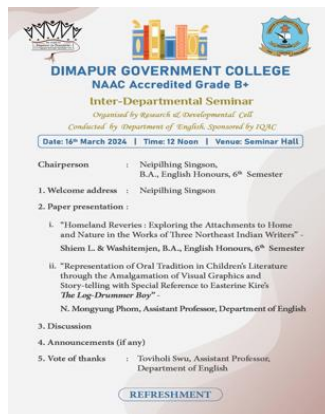 DIMAPUR GOVERNMENT COLLEGE
NAAC Accredited Grade B+
Inter-Departmental Seminar
Organised by Research & Developmental Cell
Conducted by Department of English, Sponsored by IQAC
Date: 16th March 2024 | Time: 12 Noon | Venue: Seminar Hall
Chairperson : Neipilhing Singson,
B.A., English Honours, 6th Semester
1. Welcome address : Neipilhing Singson
2. Paper presentation :
i. "Homeland Reveries : Exploring the Attachments to Home
and Nature in the Works of Three Northeast Indian Writers" -
Shiem L. & Washitemjen, B.A., English Honours, 6th Semester
ii. "Representation of Oral Tradition in Children's Literature
through the Amalgamation of Visual Graphics and
Story-telling with Special Reference to Easterine Kire's
The Log-Drummer Boy" -
N. Mongyung Phom, Assistant Professor, Department of English
3. Discussion
4. Announcements (if any)
5. Vote of thanks : Toviholi Swu, Assistant Professor,
Department of English
REFRESHMENT